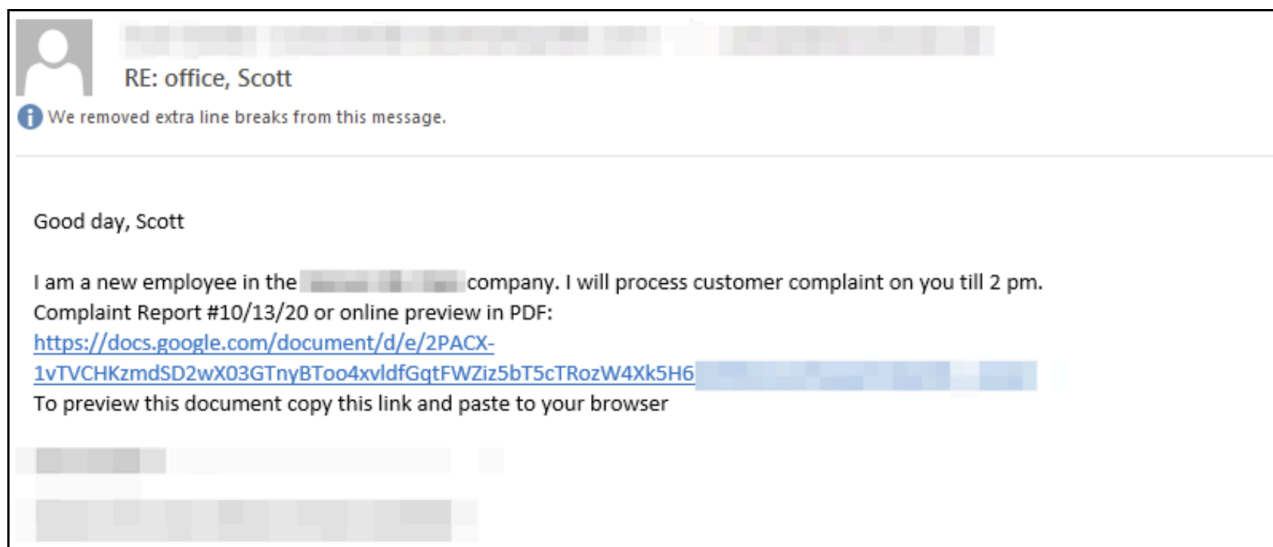 RE: office, Scott
We removed extra line breaks from this message.
Good day, Scott
I am a new employee in the company. I will process customer complaint on you till 2 pm.
Complaint Report #10/13/20 or online preview in PDF:
https://docs.google.com/document/d/e/2PACX-
1vTVCHKzmdSD2wX03GTnyBToo4xvldfGqtFWZiz5bT5cTRozW4Xk5H6
To preview this document copy this link and paste to your browser